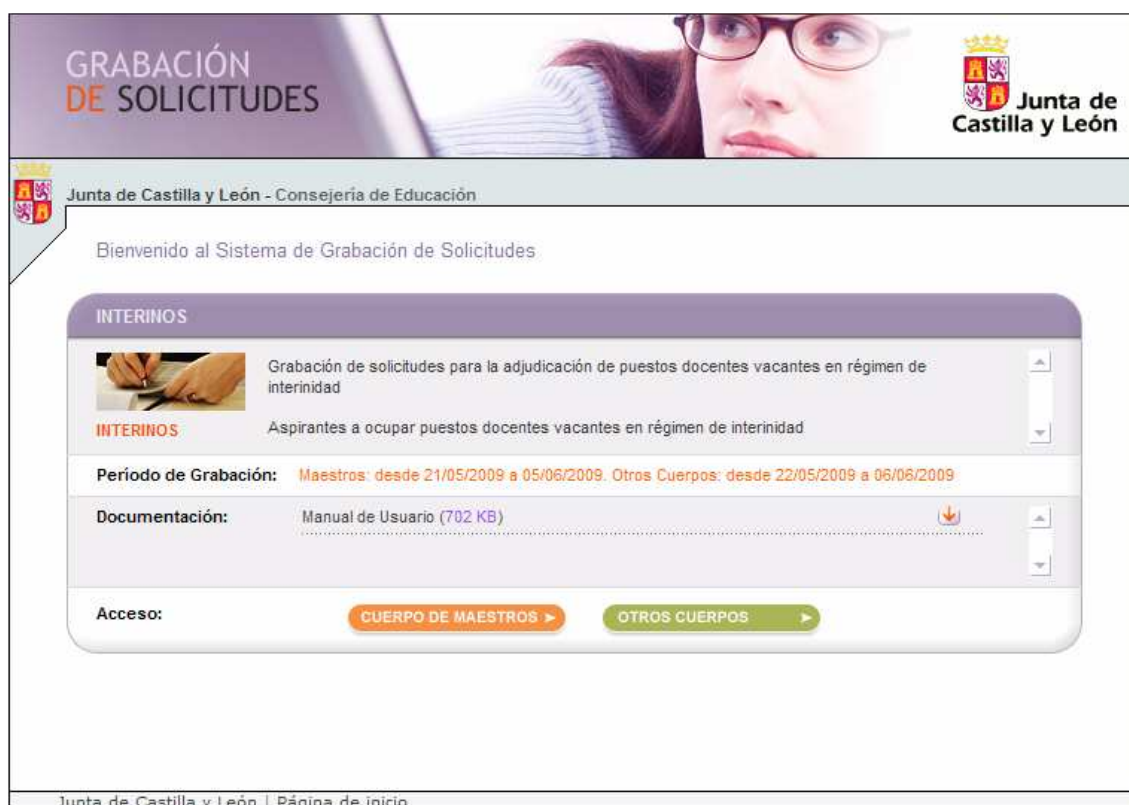 GRABACIÓN
DE SOLICITUDES
Junta de
Castilla y León
Junta de Castilla y León - Consejería de Educación
Bienvenido al Sistema de Grabación de Solicitudes
INTERINOS
Grabación de solicitudes para la adjudicación de puestos docentes vacantes en régimen de
interinidad
INTERINOS
Aspirantes a ocupar puestos docentes vacantes en régimen de interinidad
Período de Grabación: Maestros: desde 21/05/2009 a 05/06/2009. Otros Cuerpos: desde 22/05/2009 a 06/06/2009
Documentación: Manual de Usuario (702 KB)
Acceso: CUERPO DE MAESTROS OTROS CUERPOS
Junta de Castilla y León | Página de inicio